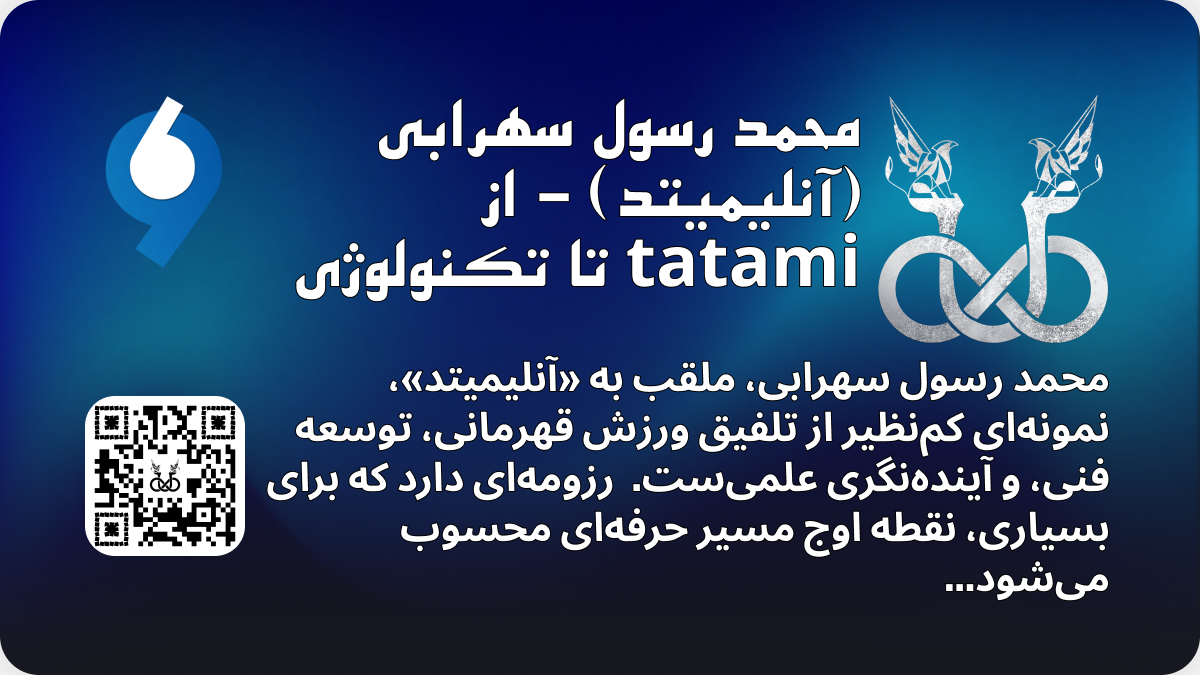 محمد رسول سهرابی
(آنلیمیتد) – از
tatami تا تکنولوژی
محمد رسول سهرابی، ملقب به «آنلیمیتد»،
نمونه‌ای کم‌نظیر از تلفیق ورزش قهرمانی، توسعه
فنی، و آینده‌نگری علمی‌ست. رزومه‌ای دارد که برای
بسیاری، نقطه اوج مسیر حرفه‌ای محسوب
می‌شود...